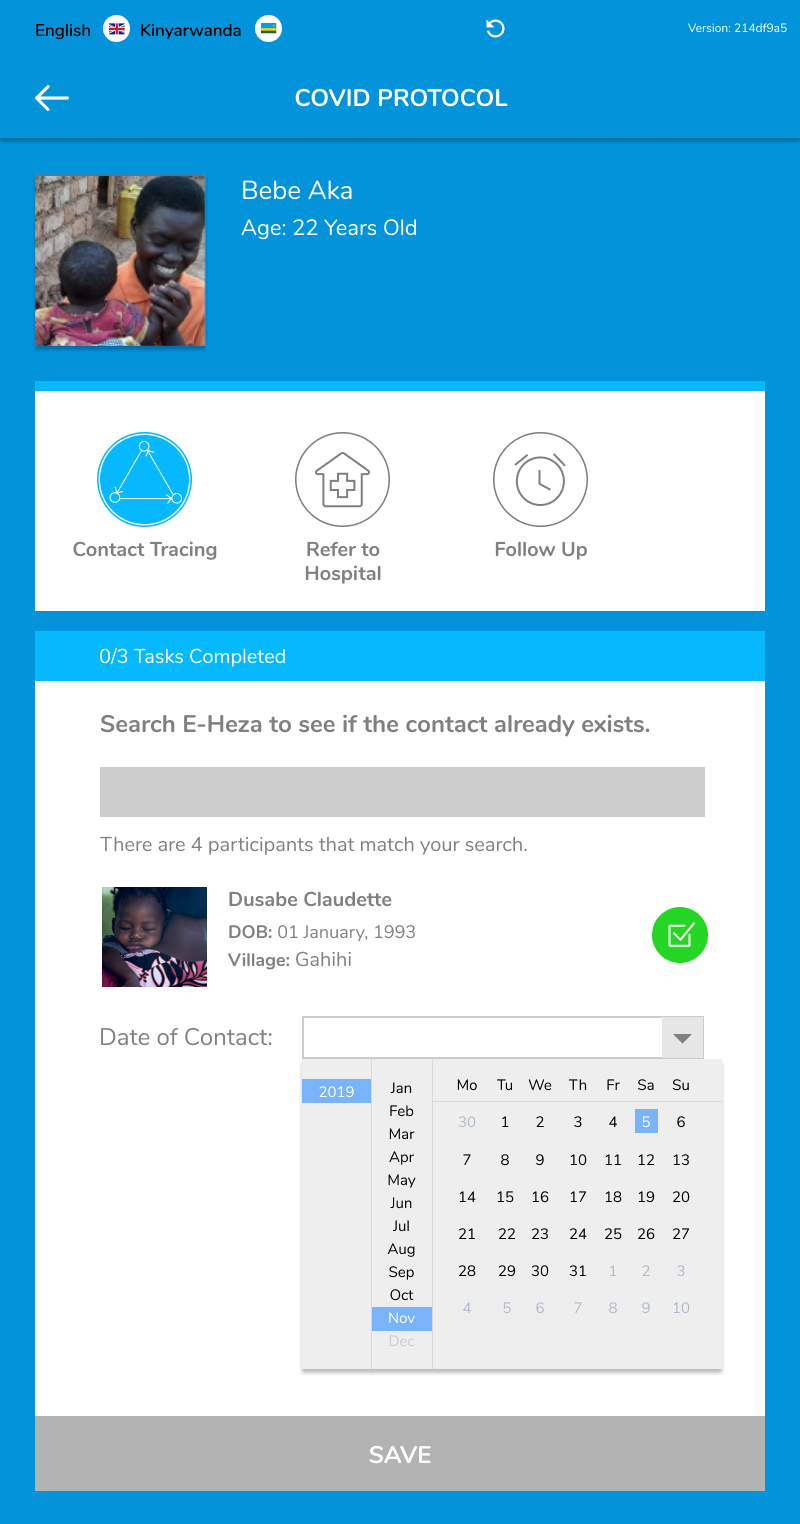 English Kinyarwanda Version: 214df9a5
COVID PROTOCOL
Bebe Aka
Age: 22 Years Old
Contact Tracing
Refer to
Hospital
Follow Up
0/3 Tasks Completed
Search E-Heza to see if the contact already exists.
There are 4 participants that match your search.
Dusabe Claudette
DOB: 01 January, 1993
Village: Gahihi
Date of Contact:
2019
Jan
Feb
Mar
Apr
May
Jun
Jul
Aug
Sep
Oct
Nov
Dec
Mo Tu We Th Fr Sa Su
30 1 2 3 4 5 6
7 8 9 10 11 12 13
14 15 16 17 18 19 20
21 22 23 24 25 26 27
28 29 30 31 1 2 3
4 5 6 7 8 9 10
SAVE